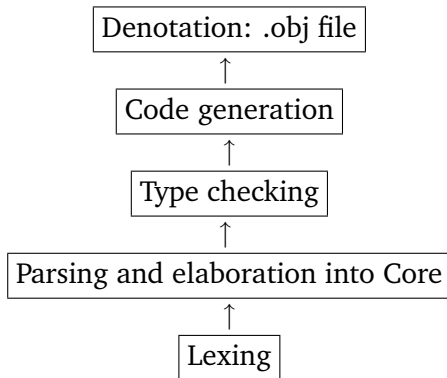 Denotation: .obj file
Code generation
Type checking
Parsing and elaboration into Core
Lexing